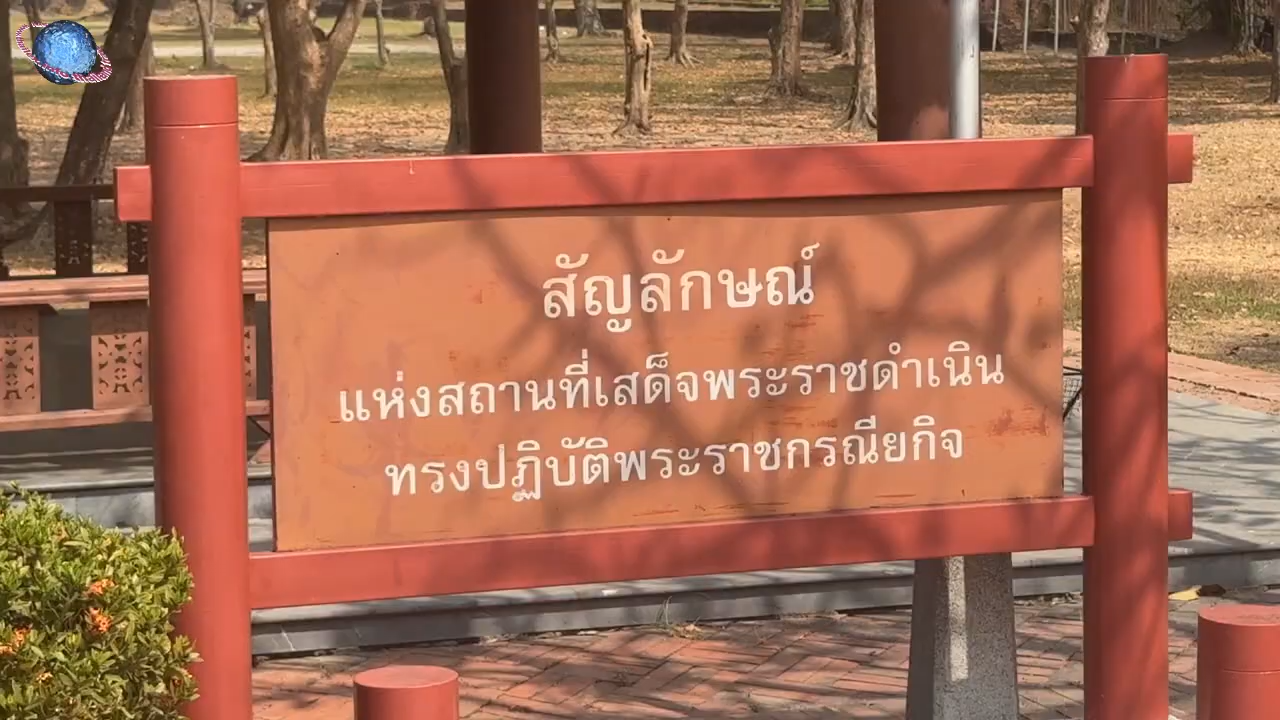 สัญลักษณ์
แห่งสถานที่เสด็จพระราชดำเนิน
ทรงปฏิบัติพระราชกรณียกิจ